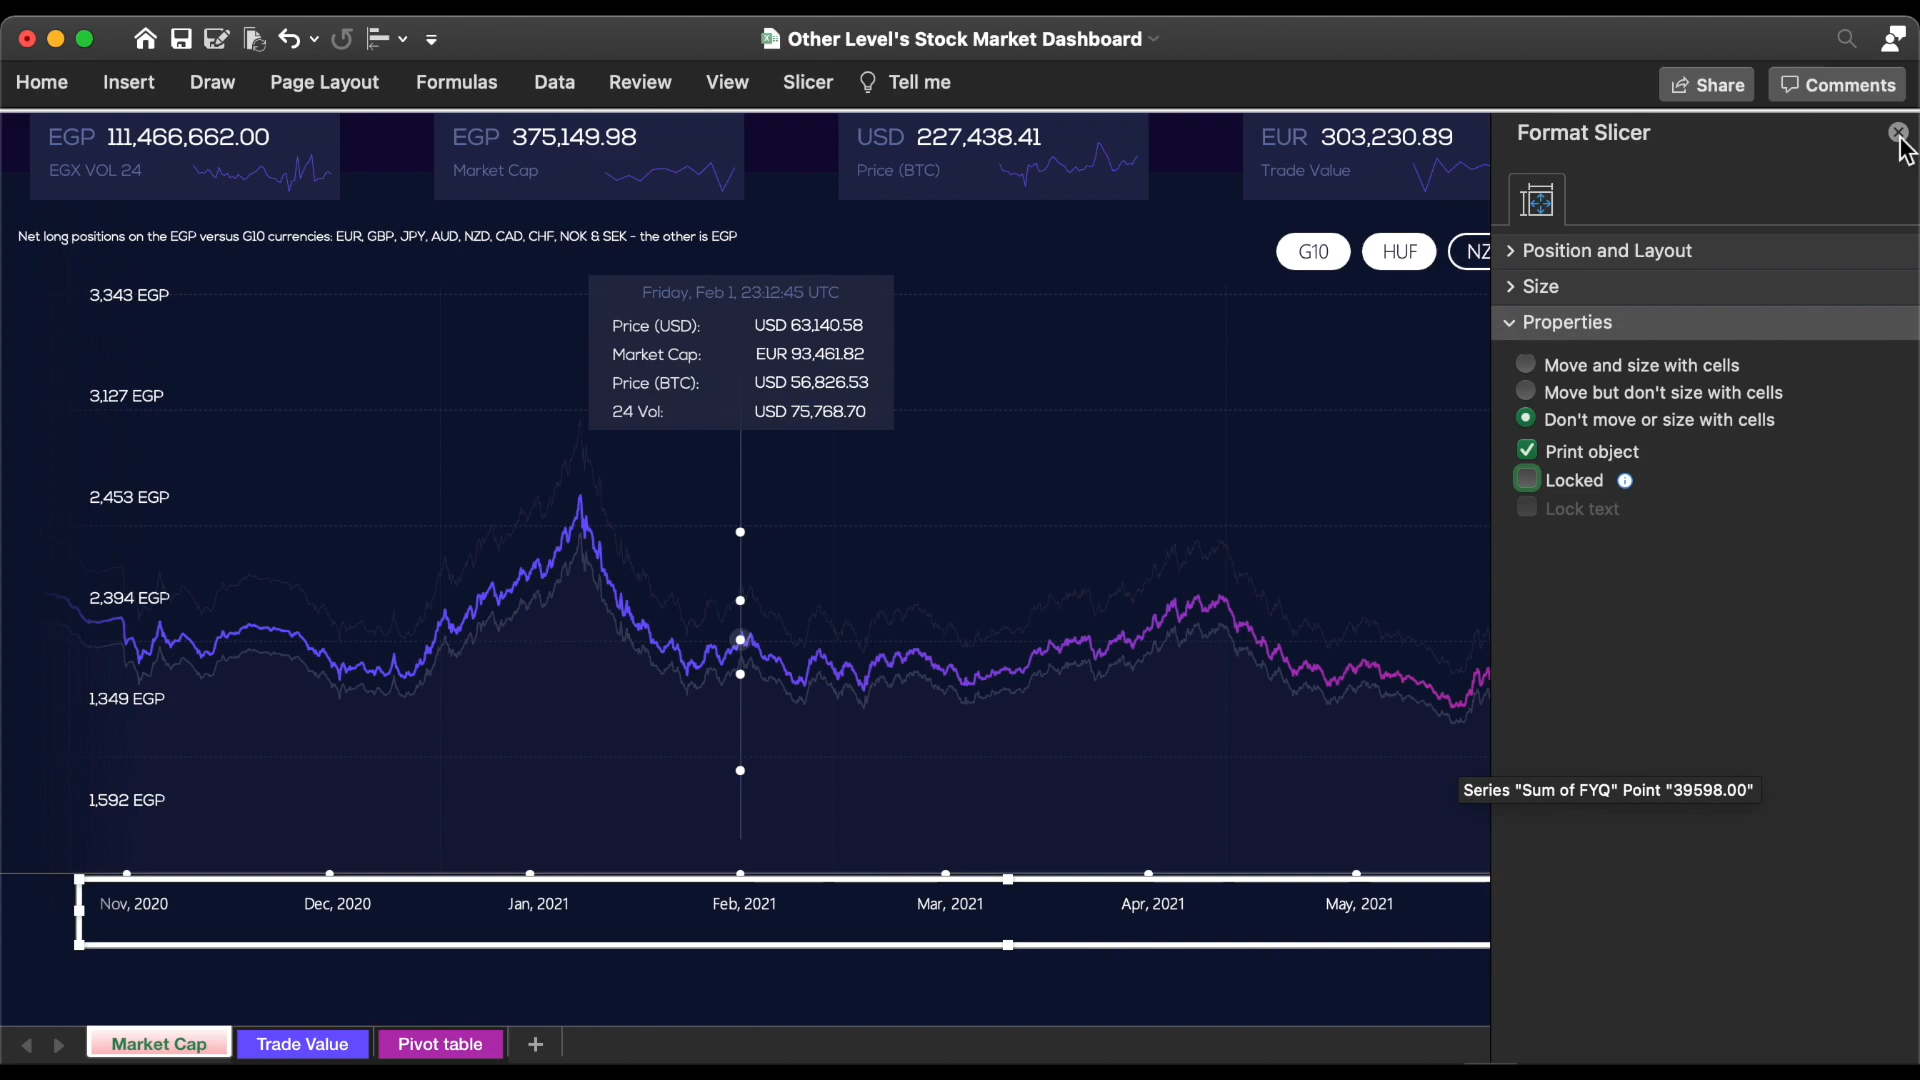 Other Level's Stock Market Dashboard
Home Insert Draw Page Layout Formulas Data Review View Slicer Tell me Share Comments
EGP 111,466,662.00
EGX VOL 24
EGP 375,149.98
Market Cap
USD 227,438.41
Price (BTC)
EUR 303,230.89
Trade Value
Net long positions on the EGP versus G10 currencies: EUR, GBP, JPY, AUD, NZD, CAD, CHF, NOK & SEK - the other is EGP
G10 HUF NZ
3,343 EGP
3,127 EGP
2,453 EGP
2,394 EGP
1,349 EGP
1,592 EGP
Friday, Feb 1, 23:12:45 UTC
Price (USD): USD 63,140.58
Market Cap: EUR 93,461.82
Price (BTC): USD 56,826.53
24 Vol: USD 75,768.70
Nov, 2020 Dec, 2020 Jan, 2021 Feb, 2021 Mar, 2021 Apr, 2021 May, 2021
Format Slicer
Position and Layout
Size
Properties
Move and size with cells
Move but don't size with cells
Don't move or size with cells
Print object
Locked
Lock text
Series "Sum of FYQ" Point "39598.00"
Market Cap Trade Value Pivot table